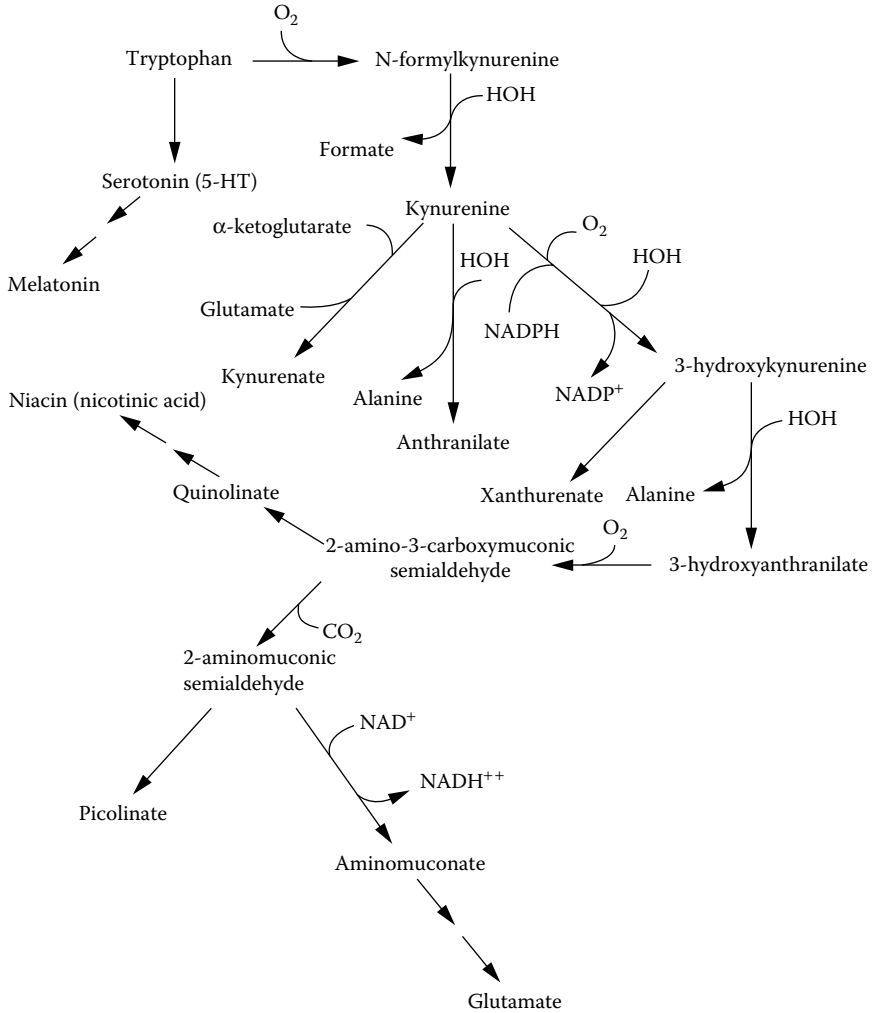 O2
Tryptophan
N-formylkynurenine
HOH
Formate
Serotonin (5-HT)
Kynurenine
α-ketoglutarate
O2
HOH
HOH
Melatonin
Glutamate
NADPH
Kynurenate
3-hydroxykynurenine
Alanine
NADP+
Niacin (nicotinic acid)
HOH
Anthranilate
Quinolinate
Xanthurenate
Alanine
O2
2-amino-3-carboxymuconic
semialdehyde
3-hydroxyanthranilate
CO2
2-aminomuconic
semialdehyde
NAD+
NADH++
Picolinate
Aminomuconate
Glutamate